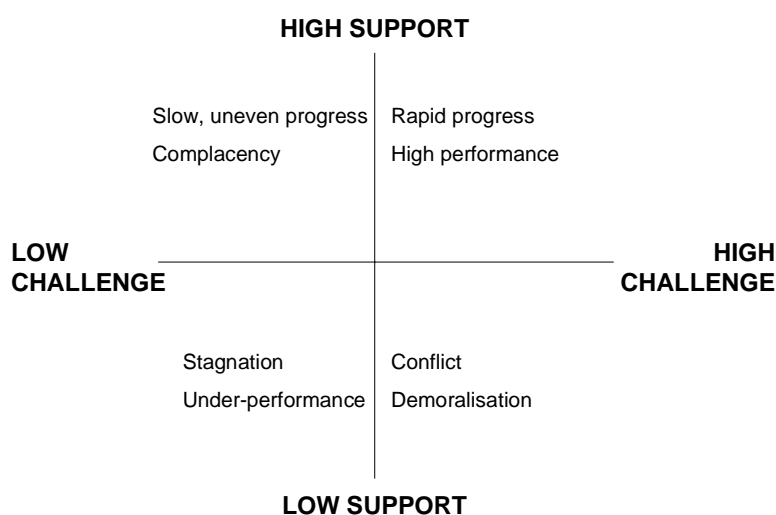 HIGH SUPPORT
Slow, uneven progress
Complacency
Rapid progress
High performance
LOW
CHALLENGE
HIGH
CHALLENGE
Stagnation
Under-performance
Conflict
Demoralisation
LOW SUPPORT